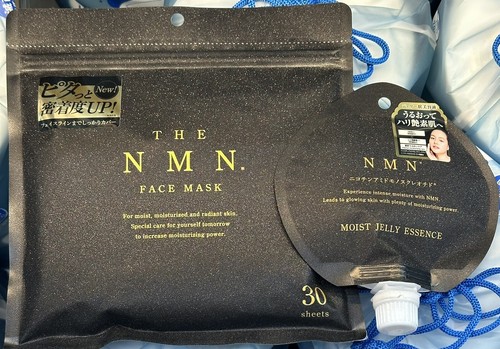 New!
ピタっと
密着度UP!
フェイスラインまでしっかりカバー
THE
NMN.
FACE MASK
For moist, moisturized and radiant skin.
Special care for yourself tomorrow
to increase moisturizing power.
30
sheets
うるおって
ハリ艶素肌へ
NMN
ニコチンアミドモノヌクレオチド
Experience intense moisture with NMN.
Leads to glowing skin with plenty of moisturizing power.
MOIST JELLY ESSENCE